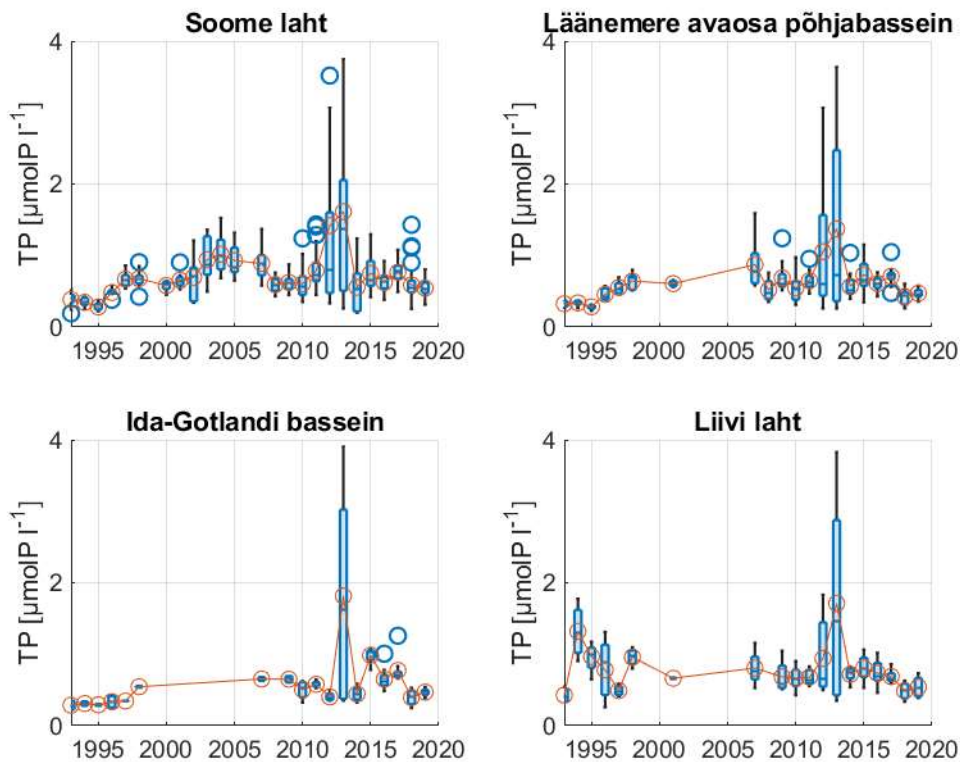 Soome laht
Läänemere avaosa põhjabassein
4
2
0
TP [µmolP l⁻¹]
1995 2000 2005 2010 2015 2020
4
2
0
TP [µmolP l⁻¹]
1995 2000 2005 2010 2015 2020
Ida-Gotlandi bassein
Liivi laht
4
2
0
TP [µmolP l⁻¹]
1995 2000 2005 2010 2015 2020
4
2
0
TP [µmolP l⁻¹]
1995 2000 2005 2010 2015 2020